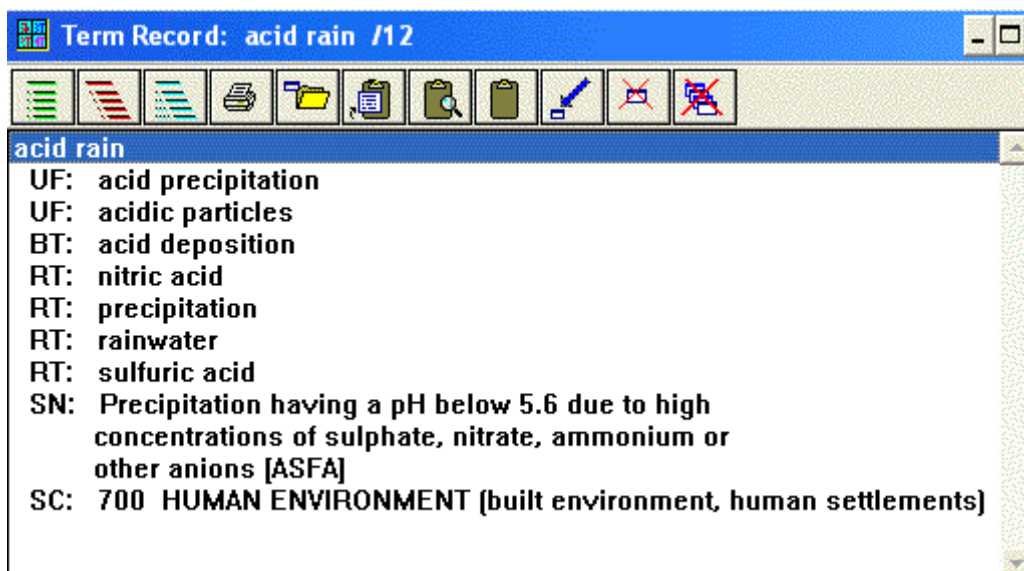 Term Record: acid rain /12
acid rain
UF: acid precipitation
UF: acidic particles
BT: acid deposition
RT: nitric acid
RT: precipitation
RT: rainwater
RT: sulfuric acid
SN: Precipitation having a pH below 5.6 due to high
concentrations of sulphate, nitrate, ammonium or
other anions [ASFA]
SC: 700 HUMAN ENVIRONMENT (built environment, human settlements)